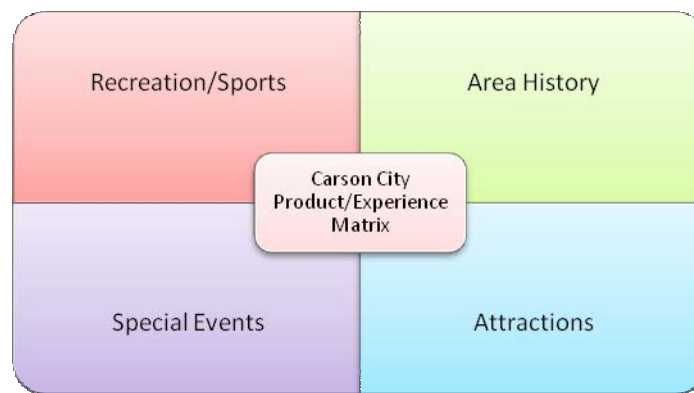 Recreation/Sports
Area History
Carson City
Product/Experience
Matrix
Special Events
Attractions